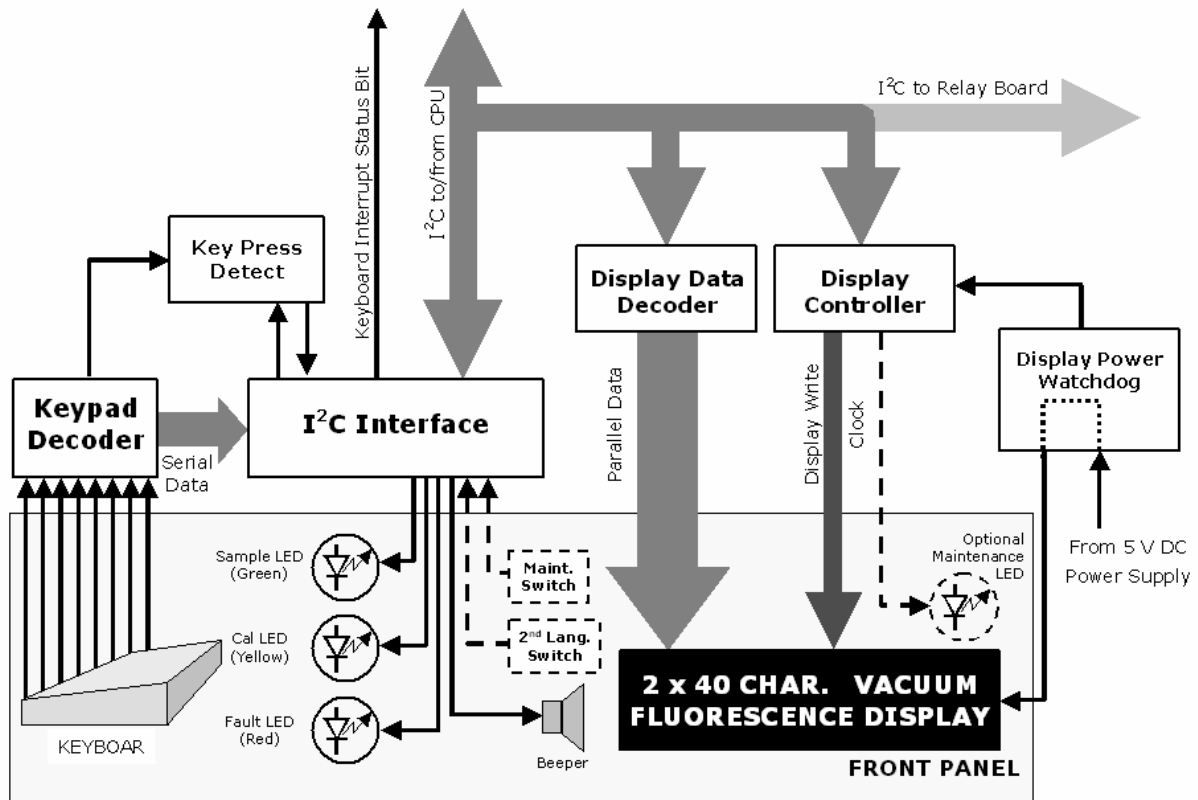 Keyboard Interrupt Status Bit
I²C to/from CPU
I²C to Relay Board
Key Press
Detect
Display Data
Decoder
Display
Controller
Display Power
Watchdog
Keypad
Decoder
I²C Interface
Serial
Data
Parallel Data
Display Write
Clock
Sample LED
(Green)
Maint.
Switch
Optional
Maintenance
LED
From 5 V DC
Power Supply
Cal LED
(Yellow)
2nd Lang.
Switch
2 x 40 CHAR. VACUUM
FLUORESCENCE DISPLAY
Fault LED
(Red)
KEYBOAR
Beeper
FRONT PANEL